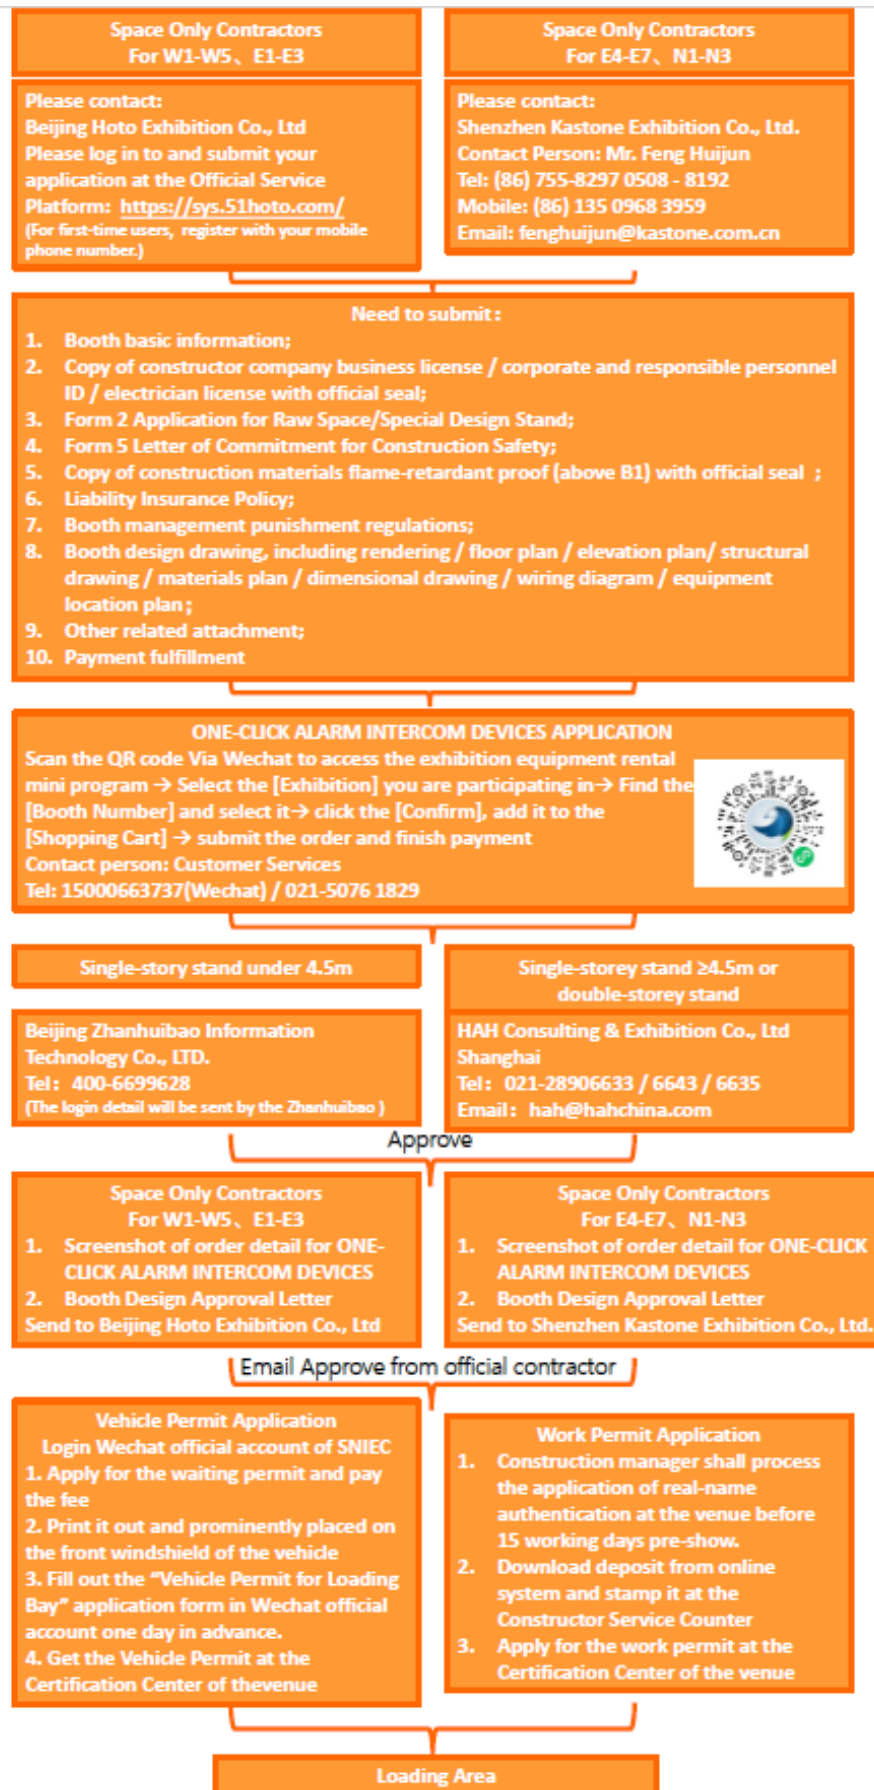 Space Only Contractors
For W1-W5、E1-E3
Space Only Contractors
For E4-E7、N1-N3
Please contact:
Beijing Hoto Exhibition Co., Ltd
Please log in to and submit your
application at the Official Service
Platform: https://sys.51hoto.com/
(For first-time users, register with your mobile
phone number.)
Please contact:
Shenzhen Kastone Exhibition Co., Ltd.
Contact Person: Mr. Feng Huijun
Tel: (86) 755-8297 0508 - 8192
Mobile: (86) 135 0968 3959
Email: fenghuijun@kastone.com.cn
Need to submit：
1. Booth basic information;
2. Copy of constructor company business license / corporate and responsible personnel
ID / electrician license with official seal;
3. Form 2 Application for Raw Space/Special Design Stand;
4. Form 5 Letter of Commitment for Construction Safety;
5. Copy of construction materials flame-retardant proof (above B1) with official seal ；
6. Liability Insurance Policy;
7. Booth management punishment regulations;
8. Booth design drawing, including rendering / floor plan / elevation plan/ structural
drawing / materials plan / dimensional drawing / wiring diagram / equipment
location plan；
9. Other related attachment;
10. Payment fulfillment
ONE-CLICK ALARM INTERCOM DEVICES APPLICATION
Scan the QR code Via Wechat to access the exhibition equipment rental
mini program → Select the [Exhibition] you are participating in→ Find the
[Booth Number] and select it→ click the [Confirm], add it to the
[Shopping Cart] → submit the order and finish payment
Contact person: Customer Services
Tel: 15000663737(Wechat) / 021-5076 1829
Single-story stand under 4.5m
Single-storey stand ≥4.5m or
double-storey stand
Beijing Zhanhuibao Information
Technology Co., LTD.
Tel：400-6699628
(The login detail will be sent by the Zhanhuibao )
HAH Consulting & Exhibition Co., Ltd
Shanghai
Tel：021-28906633 / 6643 / 6635
Email：hah@hahchina.com
Approve
Space Only Contractors
For W1-W5、E1-E3
1. Screenshot of order detail for ONE-
CLICK ALARM INTERCOM DEVICES
2. Booth Design Approval Letter
Send to Beijing Hoto Exhibition Co., Ltd
Space Only Contractors
For E4-E7、N1-N3
1. Screenshot of order detail for ONE-CLICK
ALARM INTERCOM DEVICES
2. Booth Design Approval Letter
Send to Shenzhen Kastone Exhibition Co., Ltd.
Email Approve from official contractor
Vehicle Permit Application
Login Wechat official account of SNIEC
1. Apply for the waiting permit and pay
the fee
2. Print it out and prominently placed on
the front windshield of the vehicle
3. Fill out the “Vehicle Permit for Loading
Bay” application form in Wechat official
account one day in advance.
4. Get the Vehicle Permit at the
Certification Center of thevenue
Work Permit Application
1. Construction manager shall process
the application of real-name
authentication at the venue before
15 working days pre-show.
2. Download deposit from online
system and stamp it at the
Constructor Service Counter
3. Apply for the work permit at the
Certification Center of the venue
Loading Area